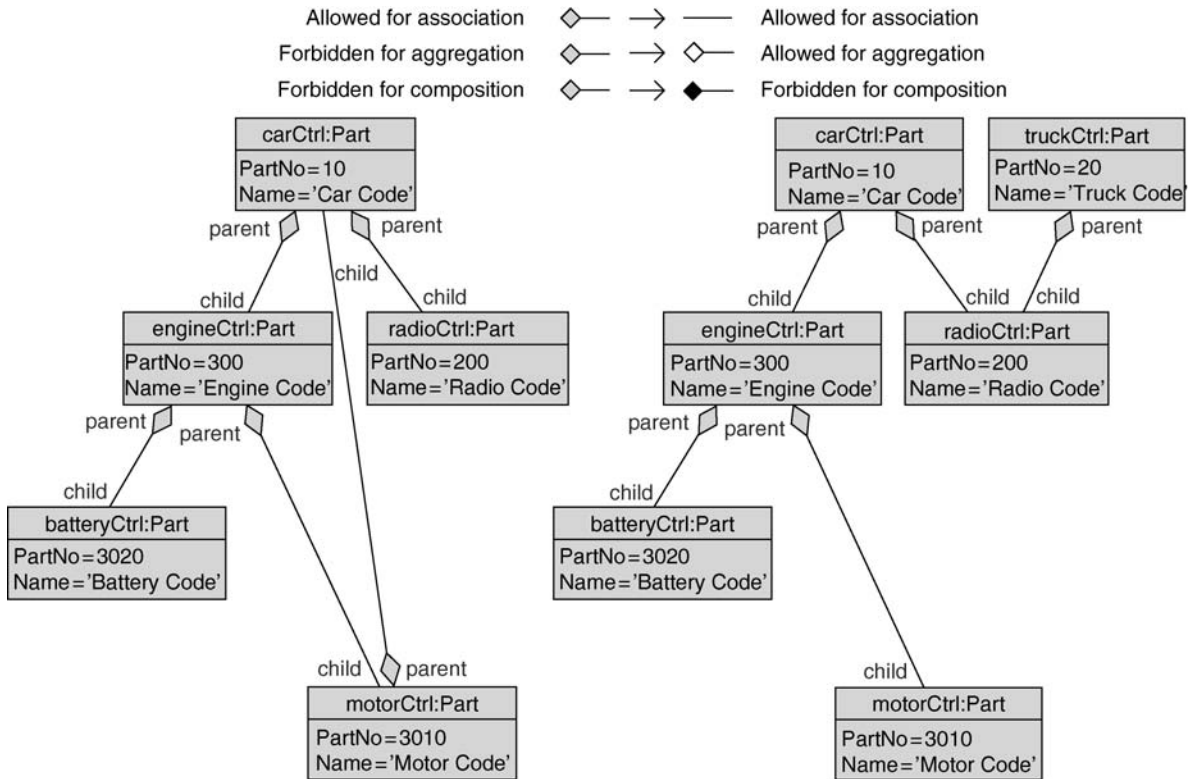 Allowed for association
Allowed for association
Forbidden for aggregation
Allowed for aggregation
Forbidden for composition
Forbidden for composition
carCtrl:Part
PartNo=10
Name='Car Code'
parent
parent
child
child
child
engineCtrl:Part
PartNo=300
Name='Engine Code'
radioCtrl:Part
PartNo=200
Name='Radio Code'
parent
parent
child
batteryCtrl:Part
PartNo=3020
Name='Battery Code'
child
parent
motorCtrl:Part
PartNo=3010
Name='Motor Code'
carCtrl:Part
PartNo=10
Name='Car Code'
truckCtrl:Part
PartNo=20
Name='Truck Code'
parent
parent
parent
child
child
child
engineCtrl:Part
PartNo=300
Name='Engine Code'
radioCtrl:Part
PartNo=200
Name='Radio Code'
parent
parent
child
batteryCtrl:Part
PartNo=3020
Name='Battery Code'
child
motorCtrl:Part
PartNo=3010
Name='Motor Code'